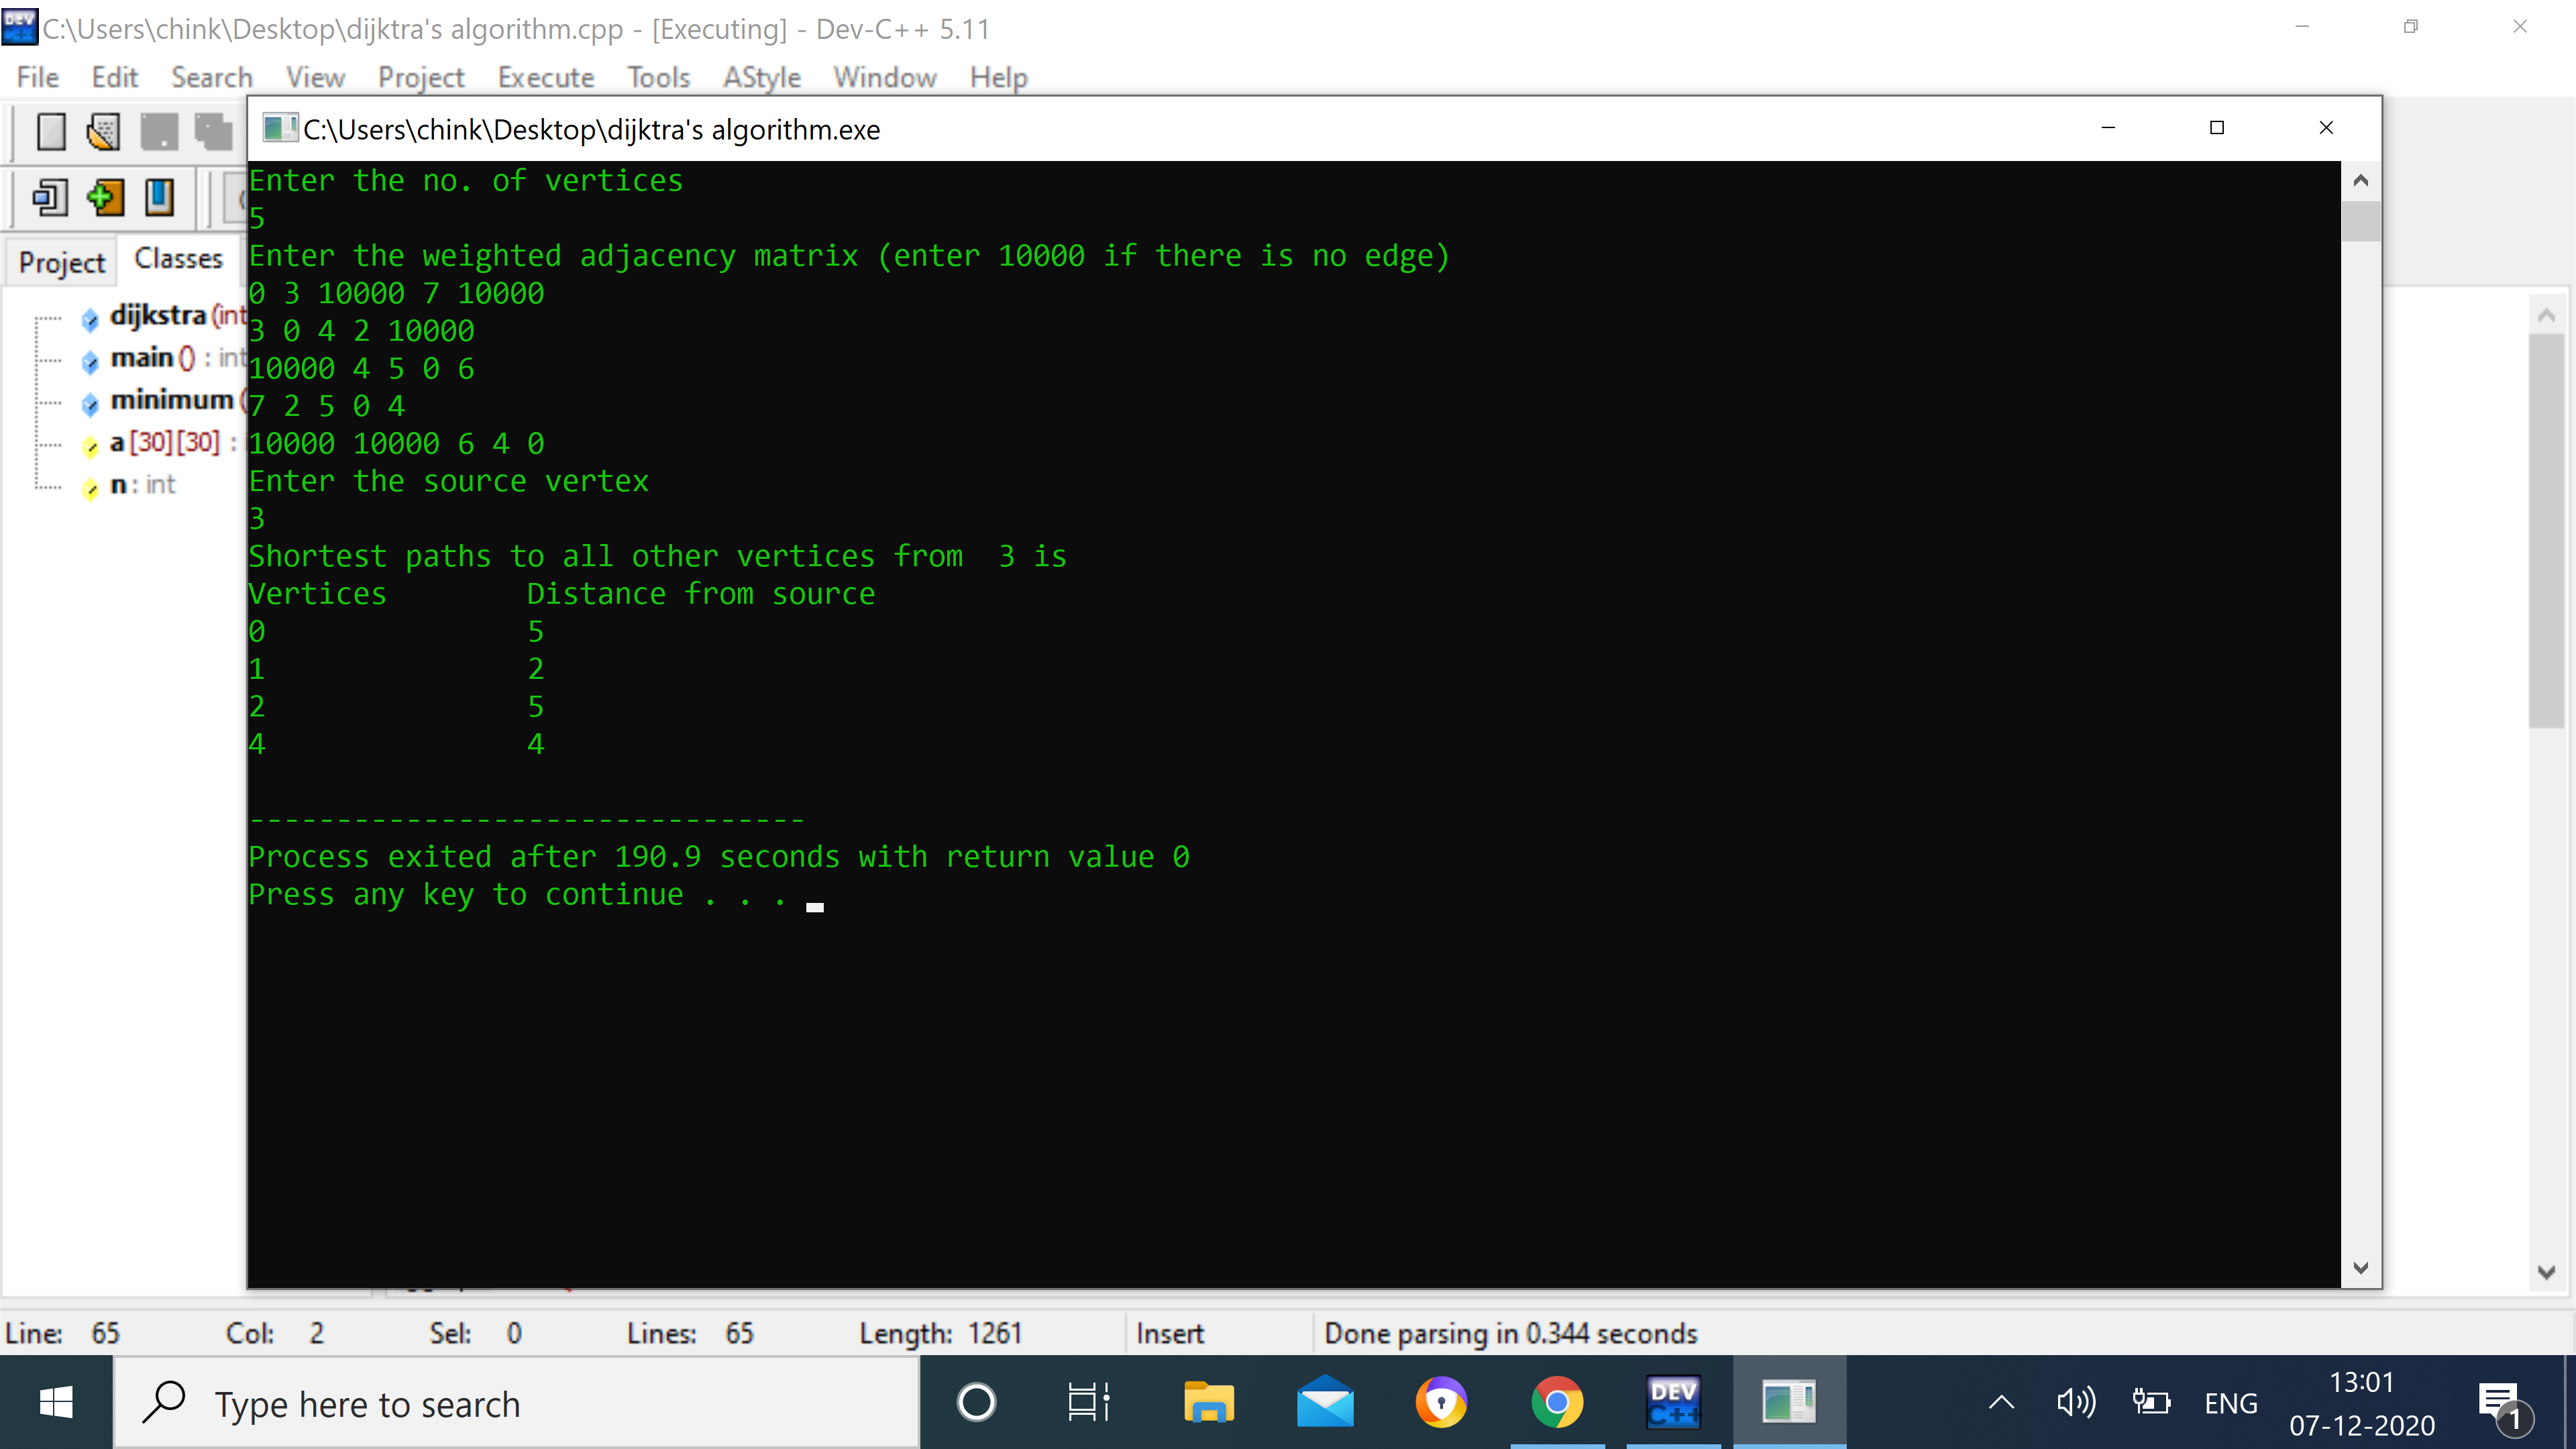 C:\Users\chink\Desktop\dijktra's algorithm.cpp - [Executing] - Dev-C++ 5.11
File Edit Search View Project Execute Tools AStyle Window Help
C:\Users\chink\Desktop\dijktra's algorithm.exe
Project Classes
dijkstra (int
main () : int
minimum (
a [30][30] :
n : int
Enter the no. of vertices
5
Enter the weighted adjacency matrix (enter 10000 if there is no edge)
0 3 10000 7 10000
3 0 4 2 10000
10000 4 5 0 6
7 2 5 0 4
10000 10000 6 4 0
Enter the source vertex
3
Shortest paths to all other vertices from  3 is
Vertices        Distance from source
0               5
1               2
2               5
4               4
--------------------------------
Process exited after 190.9 seconds with return value 0
Press any key to continue . . .
Line: 65 Col: 2 Sel: 0 Lines: 65 Length: 1261 Insert Done parsing in 0.344 seconds
Type here to search
DEV C++
ENG
13:01
07-12-2020
1